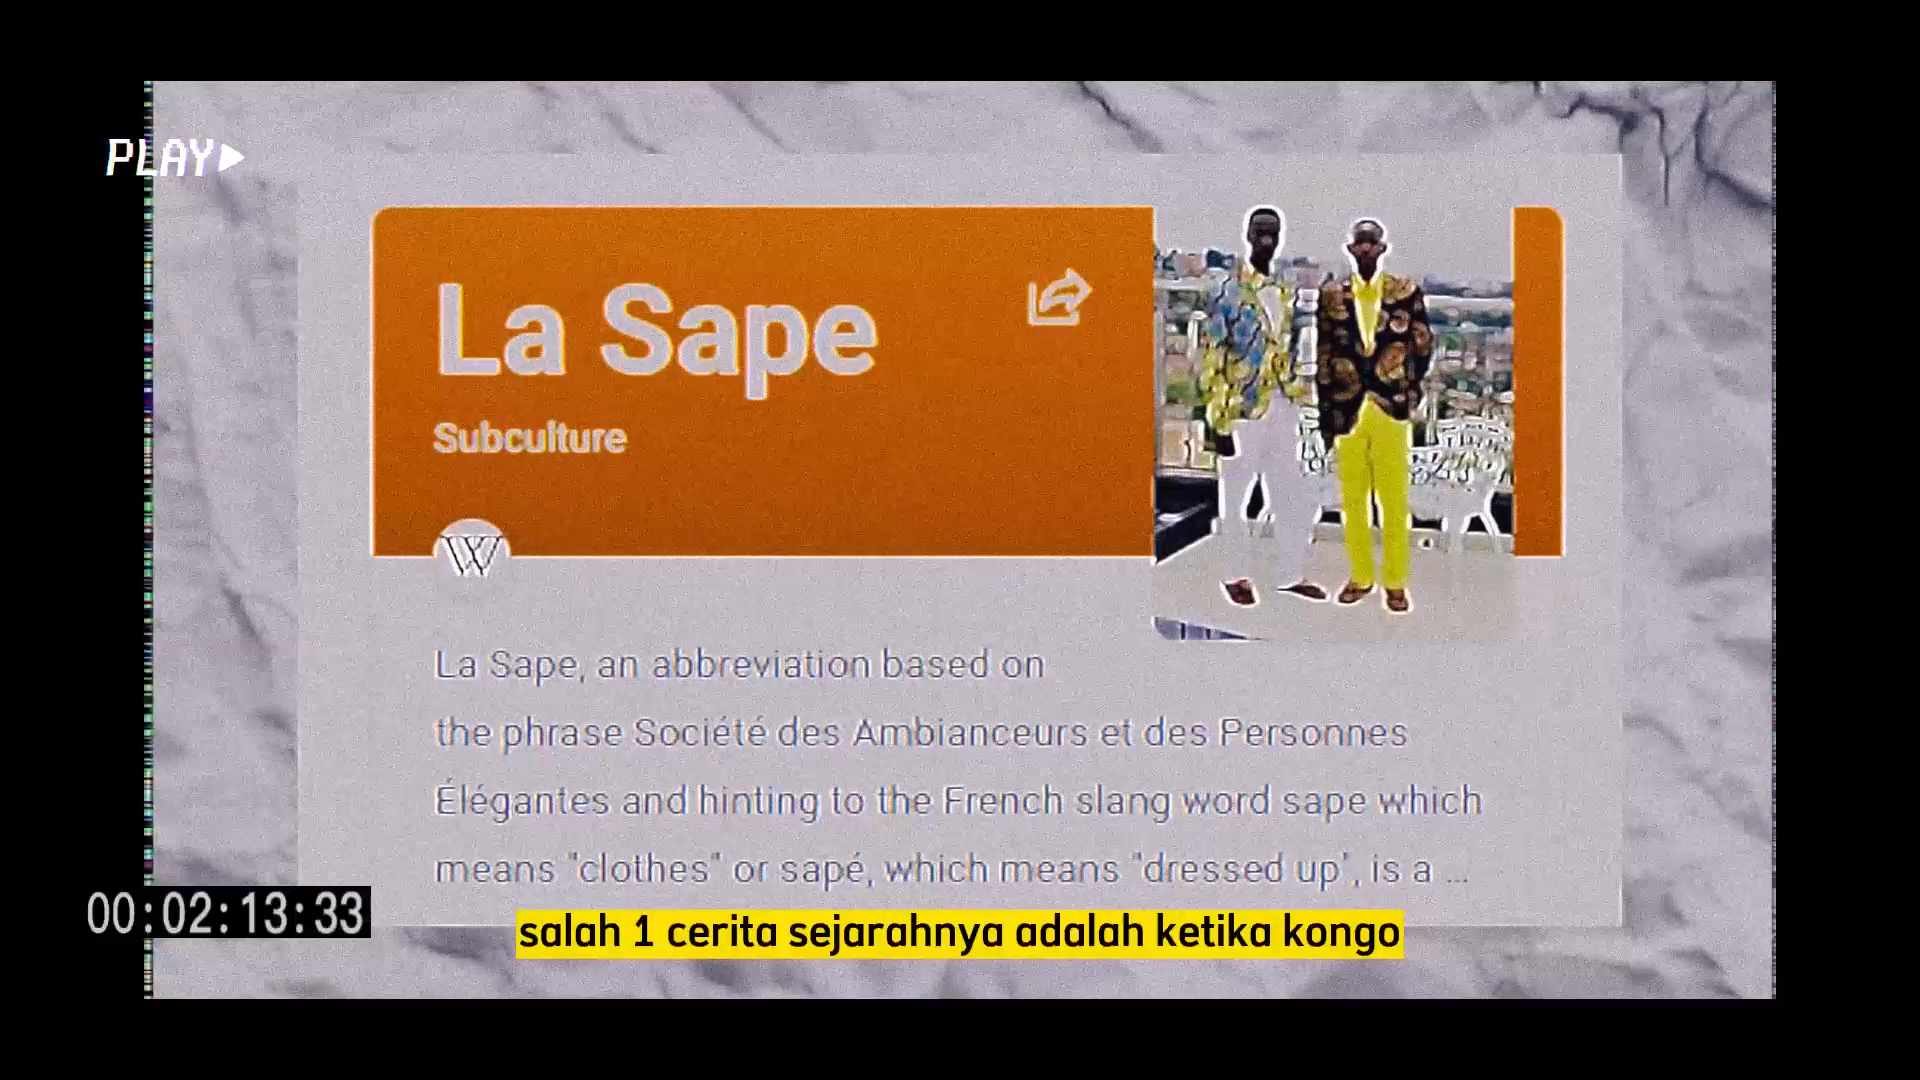 PLAY
La Sape
Subculture
W
La Sape, an abbreviation based on
the phrase Société des Ambianceurs et des Personnes
Élégantes and hinting to the French slang word sape which
means "clothes" or sapé, which means "dressed up", is a ...
00:02:13:33
salah 1 cerita sejarahnya adalah ketika kongo